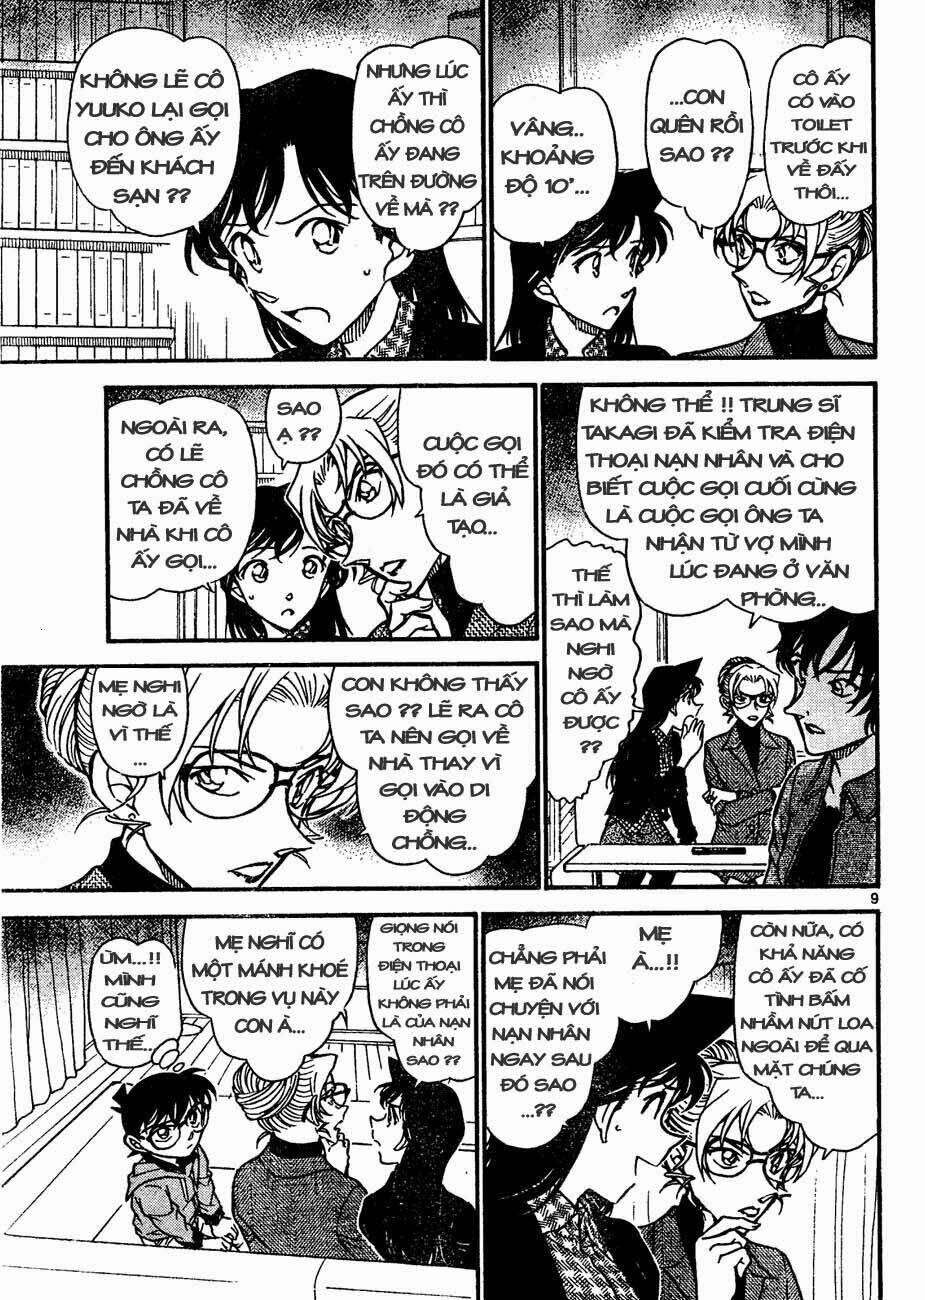 CÔ ẤY
CÓ VÀO
TOILET
TRƯỚC KHI
VỀ ĐẤY
THÔI...
...CON
QUÊN RỒI
SAO ??
VÂNG..
KHOẢNG
ĐỘ 10'...
NHƯNG LÚC
ẤY THÌ
CHỒNG CÔ
ẤY ĐANG
TRÊN ĐƯỜNG
VỀ MÀ ??
KHÔNG LẼ CÔ
YUUKO LẠI GỌI
CHO ÔNG ẤY
ĐẾN KHÁCH
SẠN ??
KHÔNG THỂ !! TRUNG SĨ
TAKAGI ĐÃ KIỂM TRA ĐIỆN
THOẠI NẠN NHÂN VÀ CHO
BIẾT CUỘC GỌI CUỐI CÙNG
LÀ CUỘC GỌI ÔNG TA
NHẬN TỪ VỢ MÌNH
LÚC ĐANG Ở VĂN
PHÒNG..
THẾ
THÌ LÀM
SAO MÀ
NGHI
NGỜ
CÔ ẤY
ĐƯỢC
??
CUỘC GỌI
ĐÓ CÓ THỂ
LÀ GIẢ
TẠO...
SAO
Ạ ??
NGOÀI RA,
CÓ LẼ
CHỒNG CÔ
TA ĐÃ VỀ
NHÀ KHI CÔ
ẤY GỌI...
CON KHÔNG THẤY
SAO ?? LẼ RA CÔ
TA NÊN GỌI VỀ
NHÀ THAY VÌ
GỌI VÀO DI
ĐỘNG
CHỒNG..
MẸ NGHI
NGỜ LÀ
VÌ THẾ
...
9
CÒN NỮA, CÓ
KHẢ NĂNG
CÔ ẤY ĐÃ CỐ
TÌNH BẤM
NHẦM NÚT LOA
NGOÀI ĐỂ QUA
MẶT CHÚNG
TA...
MẸ
À...!!
CHẲNG PHẢI
MẸ ĐÃ NÓI
CHUYỆN VỚI
NẠN NHÂN
NGAY SAU
ĐÓ SAO
...??
GIỌNG NÓI
TRONG
ĐIỆN THOẠI
LÚC ẤY
KHÔNG PHẢI
LÀ CỦA NẠN
NHÂN
SAO ??
MẸ NGHĨ CÓ
MỘT MÁNH KHOÉ
TRONG VỤ NÀY
CON À...
ỪM...!!
MÌNH
CŨNG
NGHĨ
THẾ..